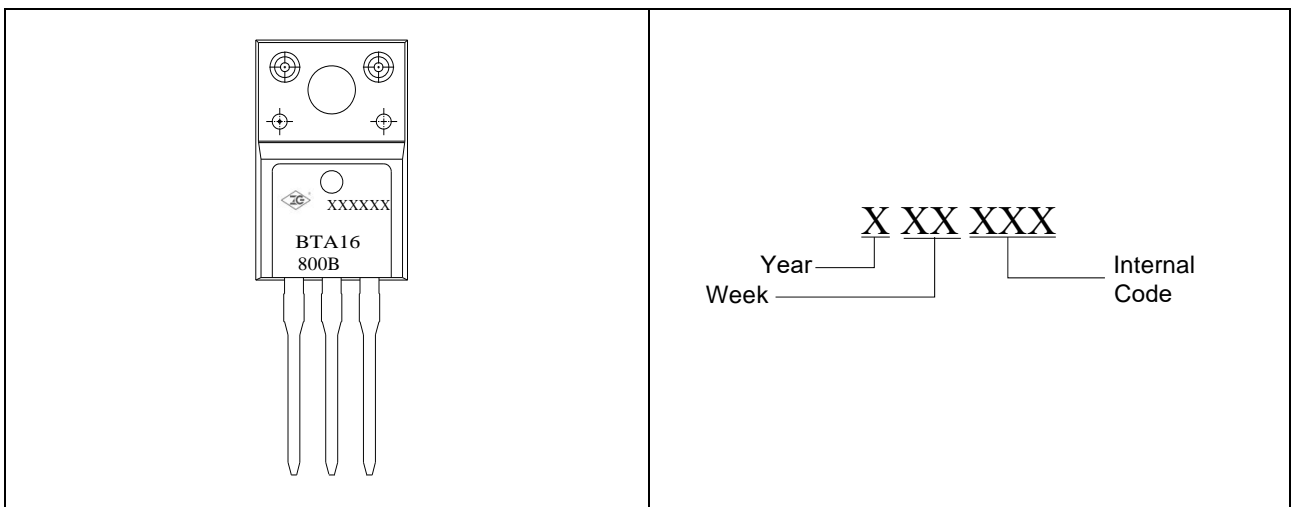 XXXXXX
BTA16
800B
X XX XXX
Year
Week
Internal
Code